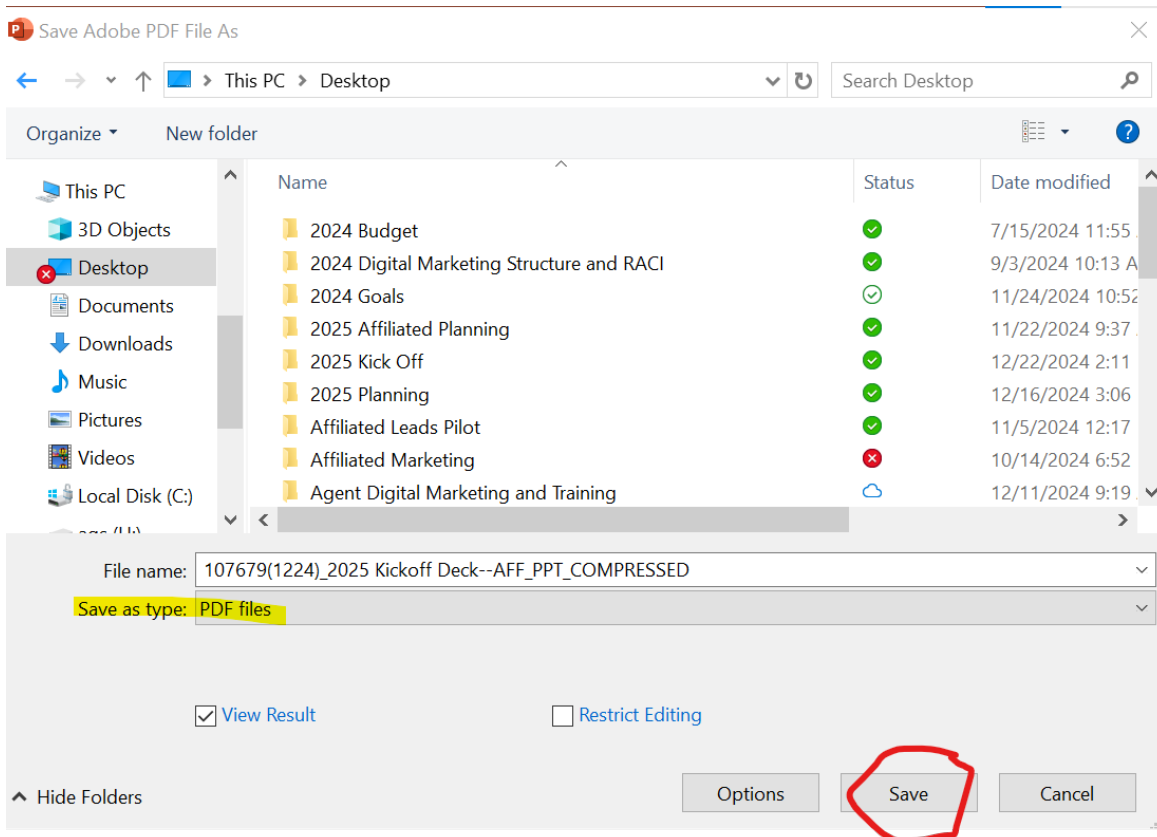 Save Adobe PDF File As
This PC > Desktop
Search Desktop
Organize
New folder
Name
Status
Date modified
This PC
3D Objects
Desktop
Documents
Downloads
Music
Pictures
Videos
Local Disk (C:)
2024 Budget 7/15/2024 11:55
2024 Digital Marketing Structure and RACI 9/3/2024 10:13 A
2024 Goals 11/24/2024 10:52
2025 Affiliated Planning 11/22/2024 9:37
2025 Kick Off 12/22/2024 2:11
2025 Planning 12/16/2024 3:06
Affiliated Leads Pilot 11/5/2024 12:17
Affiliated Marketing 10/14/2024 6:52
Agent Digital Marketing and Training 12/11/2024 9:19
File name: 107679(1224)_2025 Kickoff Deck--AFF_PPT_COMPRESSED
Save as type: PDF files
View Result
Restrict Editing
Hide Folders
Options
Save
Cancel